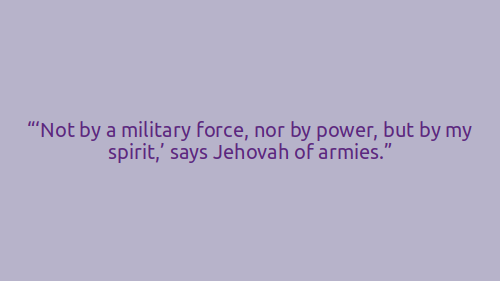 “‘Not by a military force, nor by power, but by my
spirit,’ says Jehovah of armies.”